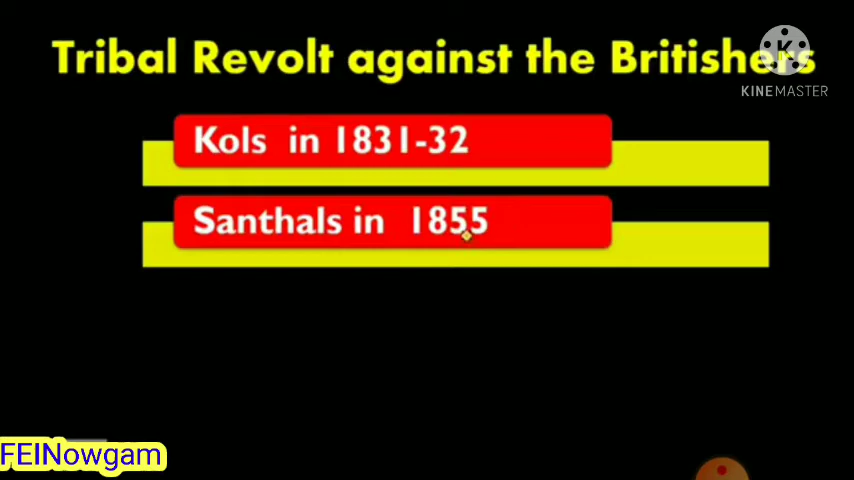 Tribal Revolt against the Britishers
KINEMASTER
Kols in 1831-32
Santhals in 1855
FEINowgam